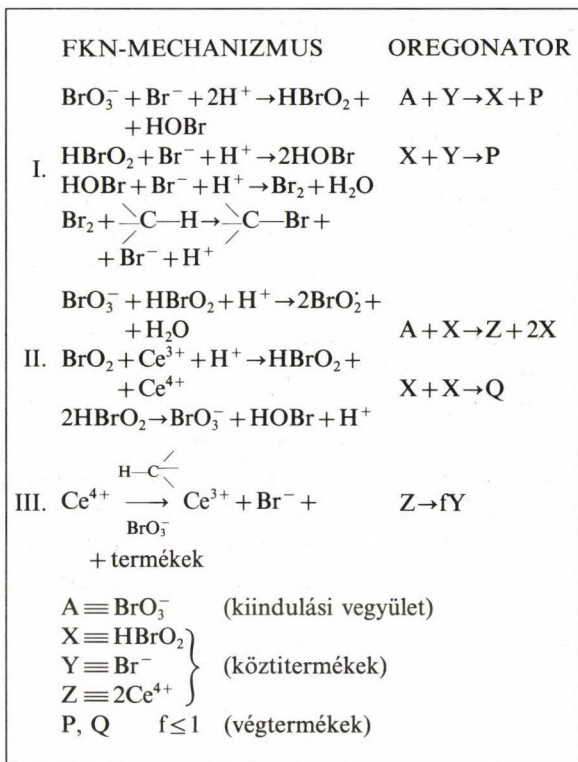 FKN-MECHANIZMUS OREGONATOR
BrO₃⁻ + Br⁻ + 2H⁺ → HBrO₂ + A + Y → X + P
+ HOBr
I. HBrO₂ + Br⁻ + H⁺ → 2HOBr X + Y → P
HOBr + Br⁻ + H⁺ → Br₂ + H₂O
Br₂ + C—H → C—Br +
+ Br⁻ + H⁺
BrO₃⁻ + HBrO₂ + H⁺ → 2BrO₂· +
+ H₂O A + X → Z + 2X
II. BrO₂ + Ce³⁺ + H⁺ → HBrO₂ +
+ Ce⁴⁺ X + X → Q
2HBrO₂ → BrO₃⁻ + HOBr + H⁺
H—C
III. Ce⁴⁺ → Ce³⁺ + Br⁻ + Z → fY
BrO₃⁻
+ termékek
A ≡ BrO₃⁻ (kiindulási vegyület)
X ≡ HBrO₂
Y ≡ Br⁻ } (köztitermékek)
Z ≡ 2Ce⁴⁺
P, Q f ≤ 1 (végtermékek)